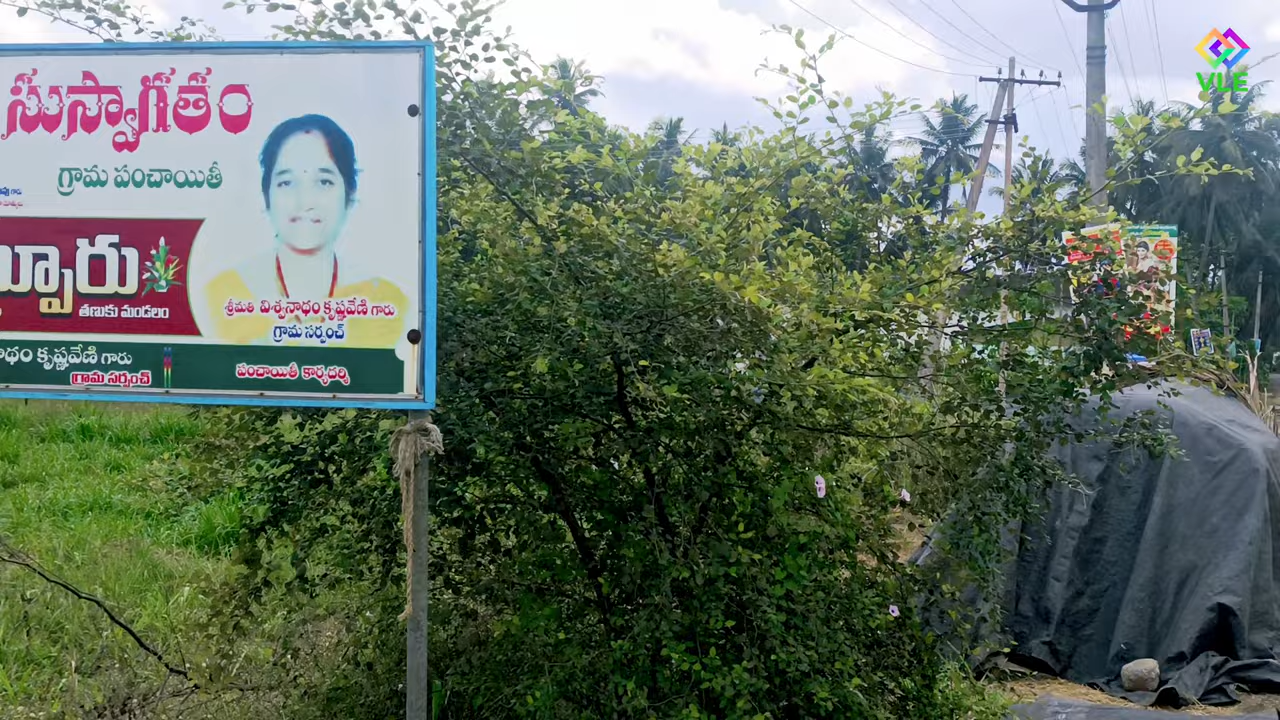 సుస్వాగతం
గ్రామ పంచాయితీ
తణుకు మండలం
శ్రీమతి విశ్వనాథం కృష్ణవేణి గారు
గ్రామ సర్పంచ్
కృష్ణవేణి గారు
గ్రామ సర్పంచ్
పంచాయితీ కార్యదర్శి
VLE